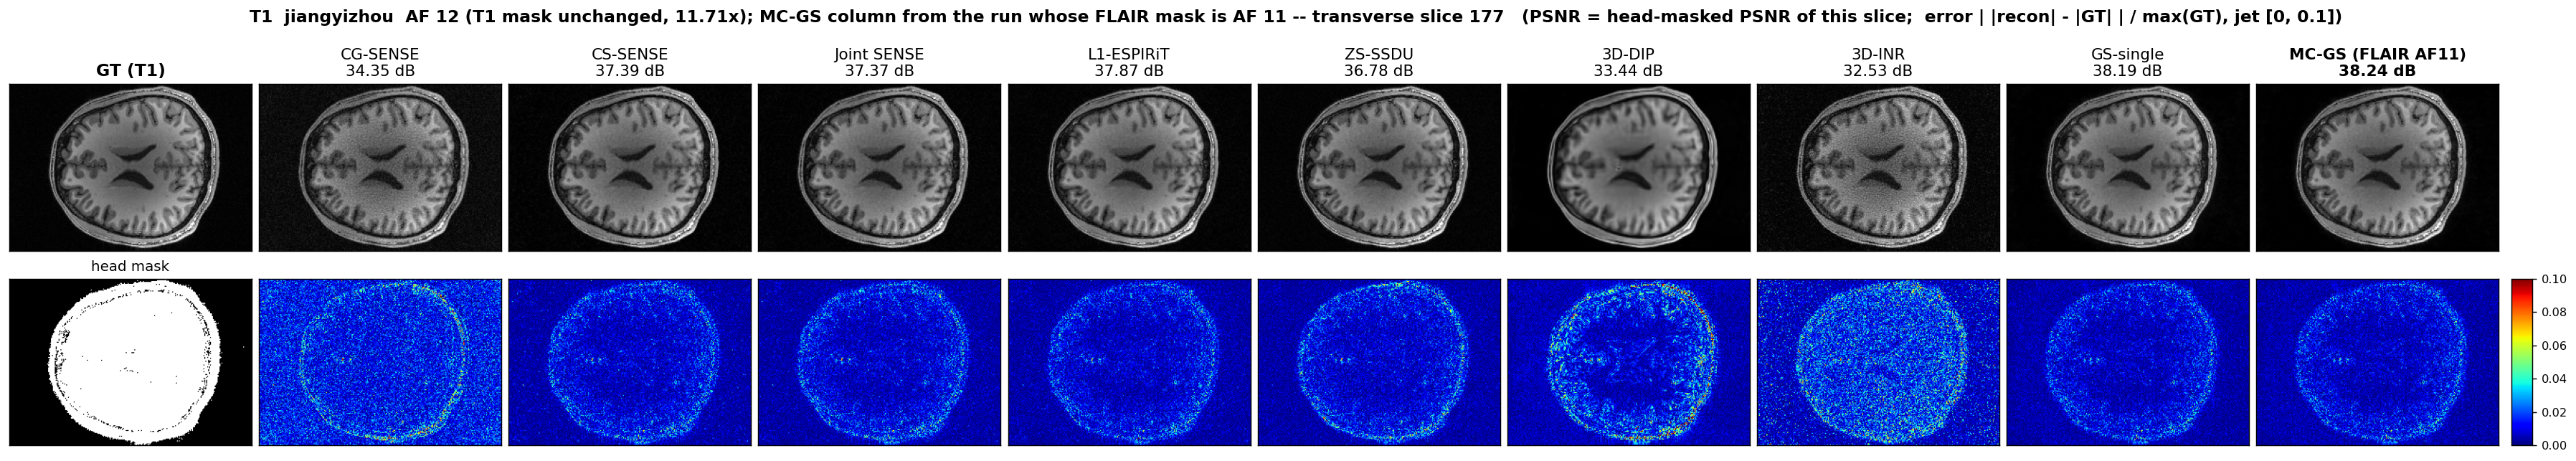 T1  jiangyizhou  AF 12 (T1 mask unchanged, 11.71x); MC-GS column from the run whose FLAIR mask is AF 11 -- transverse slice 177   (PSNR = head-masked PSNR of this slice;  error | |recon| - |GT| | / max(GT), jet [0, 0.1])
GT (T1)
CG-SENSE
34.35 dB
CS-SENSE
37.39 dB
Joint SENSE
37.37 dB
L1-ESPIRiT
37.87 dB
ZS-SSDU
36.78 dB
3D-DIP
33.44 dB
3D-INR
32.53 dB
GS-single
38.19 dB
MC-GS (FLAIR AF11)
38.24 dB
head mask
0.10
0.08
0.06
0.04
0.02
0.00